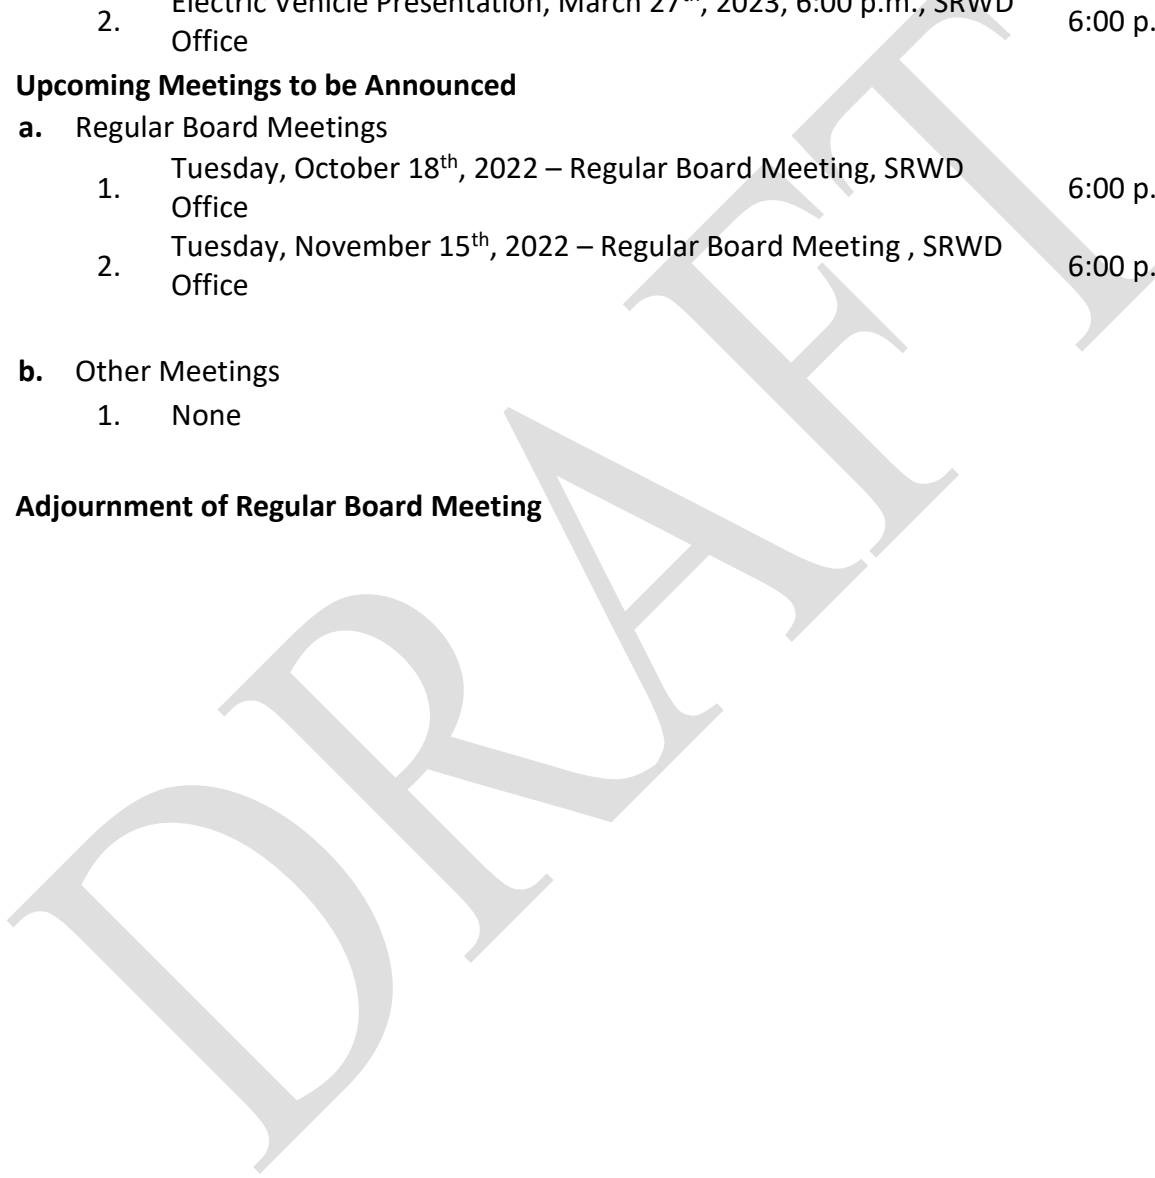 Electric Vehicle Presentation, March 27th, 2023, 6:00 p.m., SRWD
2. Office 6:00 p.
Upcoming Meetings to be Announced
a. Regular Board Meetings
1. Tuesday, October 18th, 2022 – Regular Board Meeting, SRWD 6:00 p.
Office
2. Tuesday, November 15th, 2022 – Regular Board Meeting , SRWD 6:00 p.
Office
b. Other Meetings
1. None
Adjournment of Regular Board Meeting
DRAFT